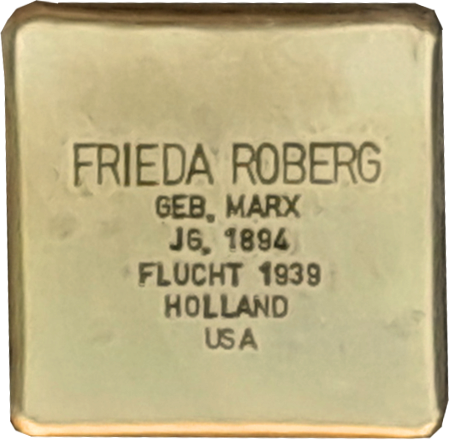 FRIEDA ROBERG
GEB. MARX
JG. 1894
FLUCHT 1939
HOLLAND
USA